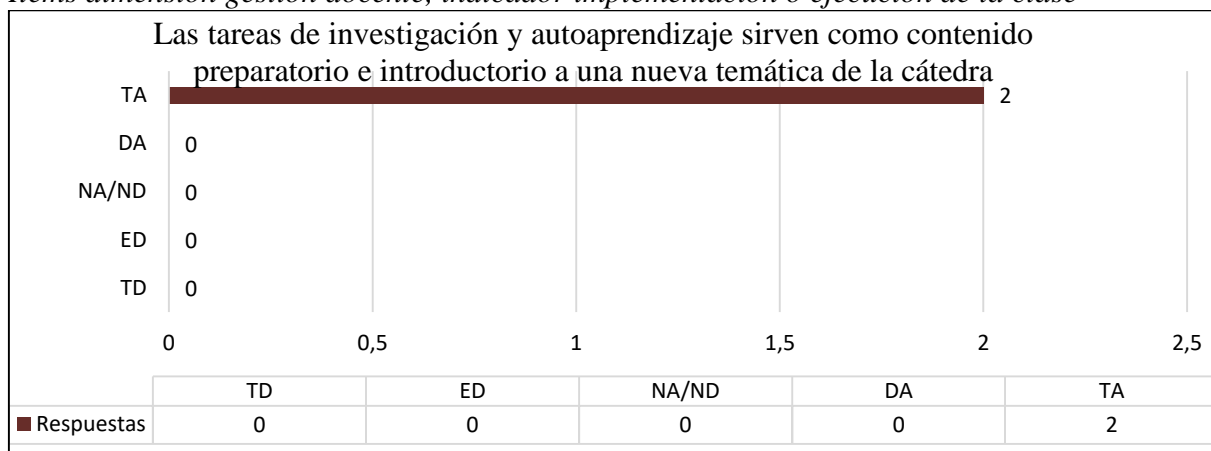 Ítems dimensión gestión docente, indicador implementación o ejecución de la clase
Las tareas de investigación y autoaprendizaje sirven como contenido
preparatorio e introductorio a una nueva temática de la cátedra
TA 2
DA 0
NA/ND 0
ED 0
TD 0
0 0,5 1 1,5 2 2,5
TD ED NA/ND DA TA
Respuestas 0 0 0 0 2